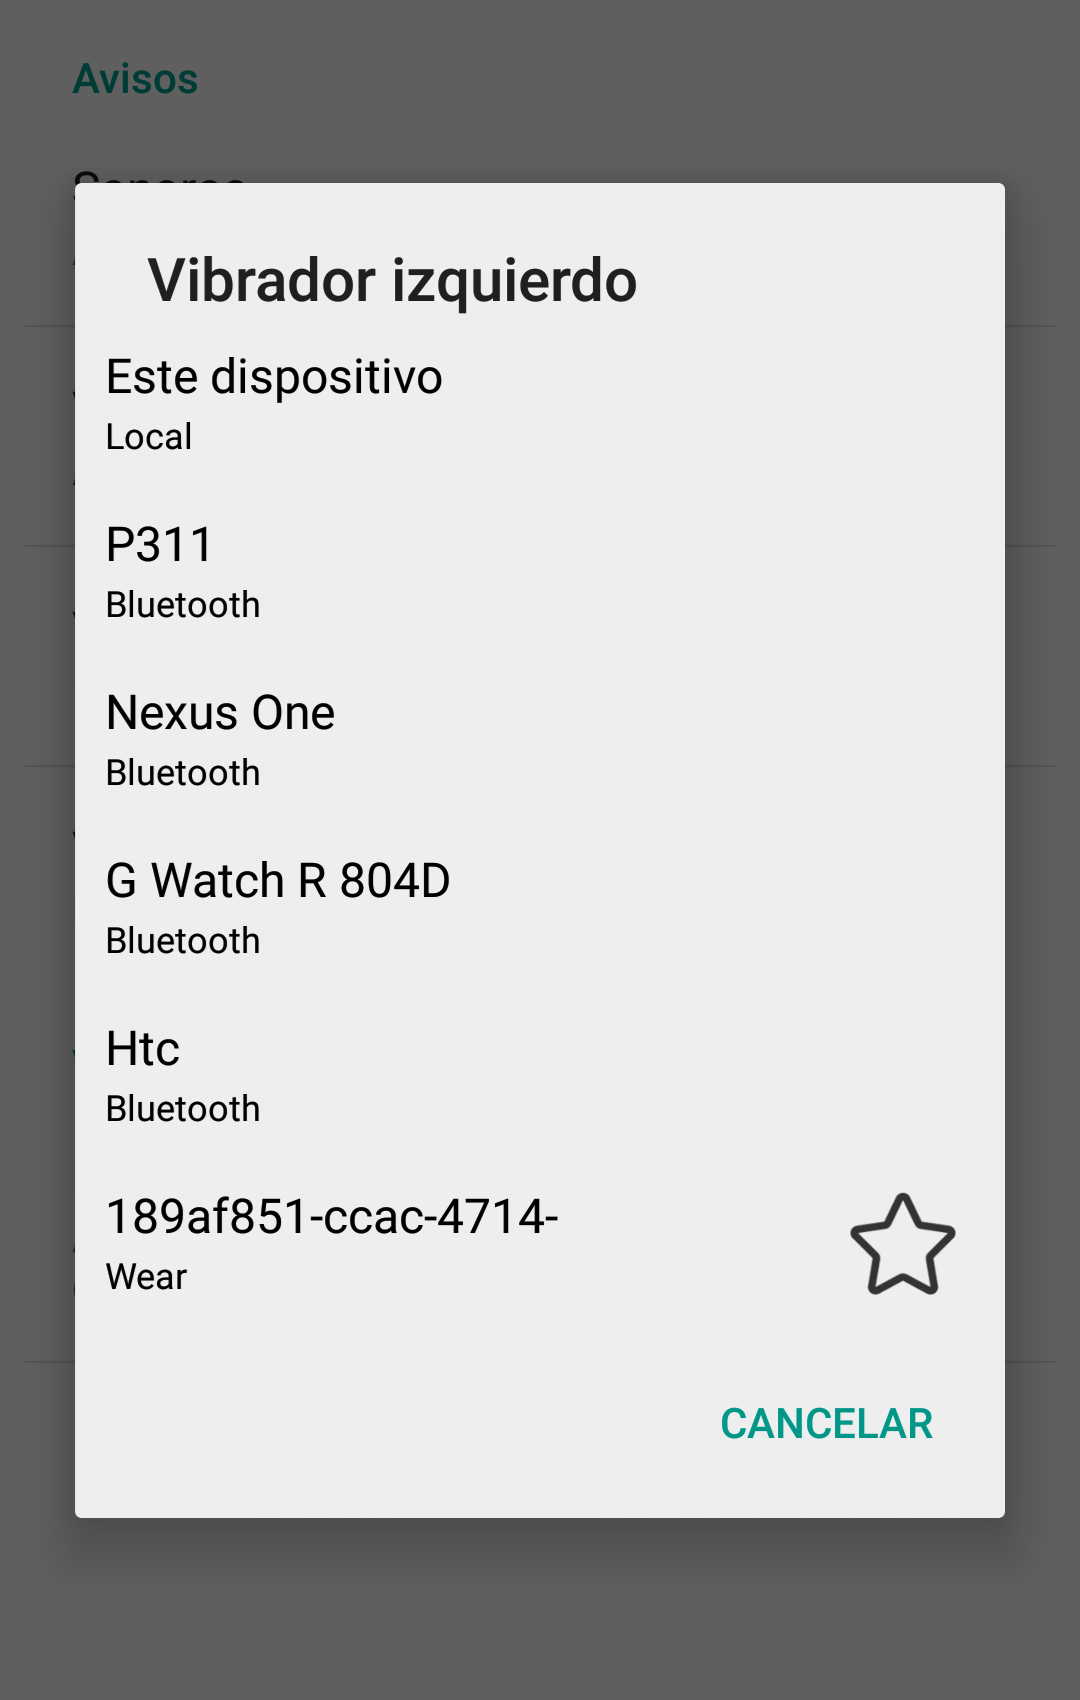 Avisos
Vibrador izquierdo
Este dispositivo
Local
P311
Bluetooth
Nexus One
Bluetooth
G Watch R 804D
Bluetooth
Htc
Bluetooth
189af851-ccac-4714-
Wear
CANCELAR